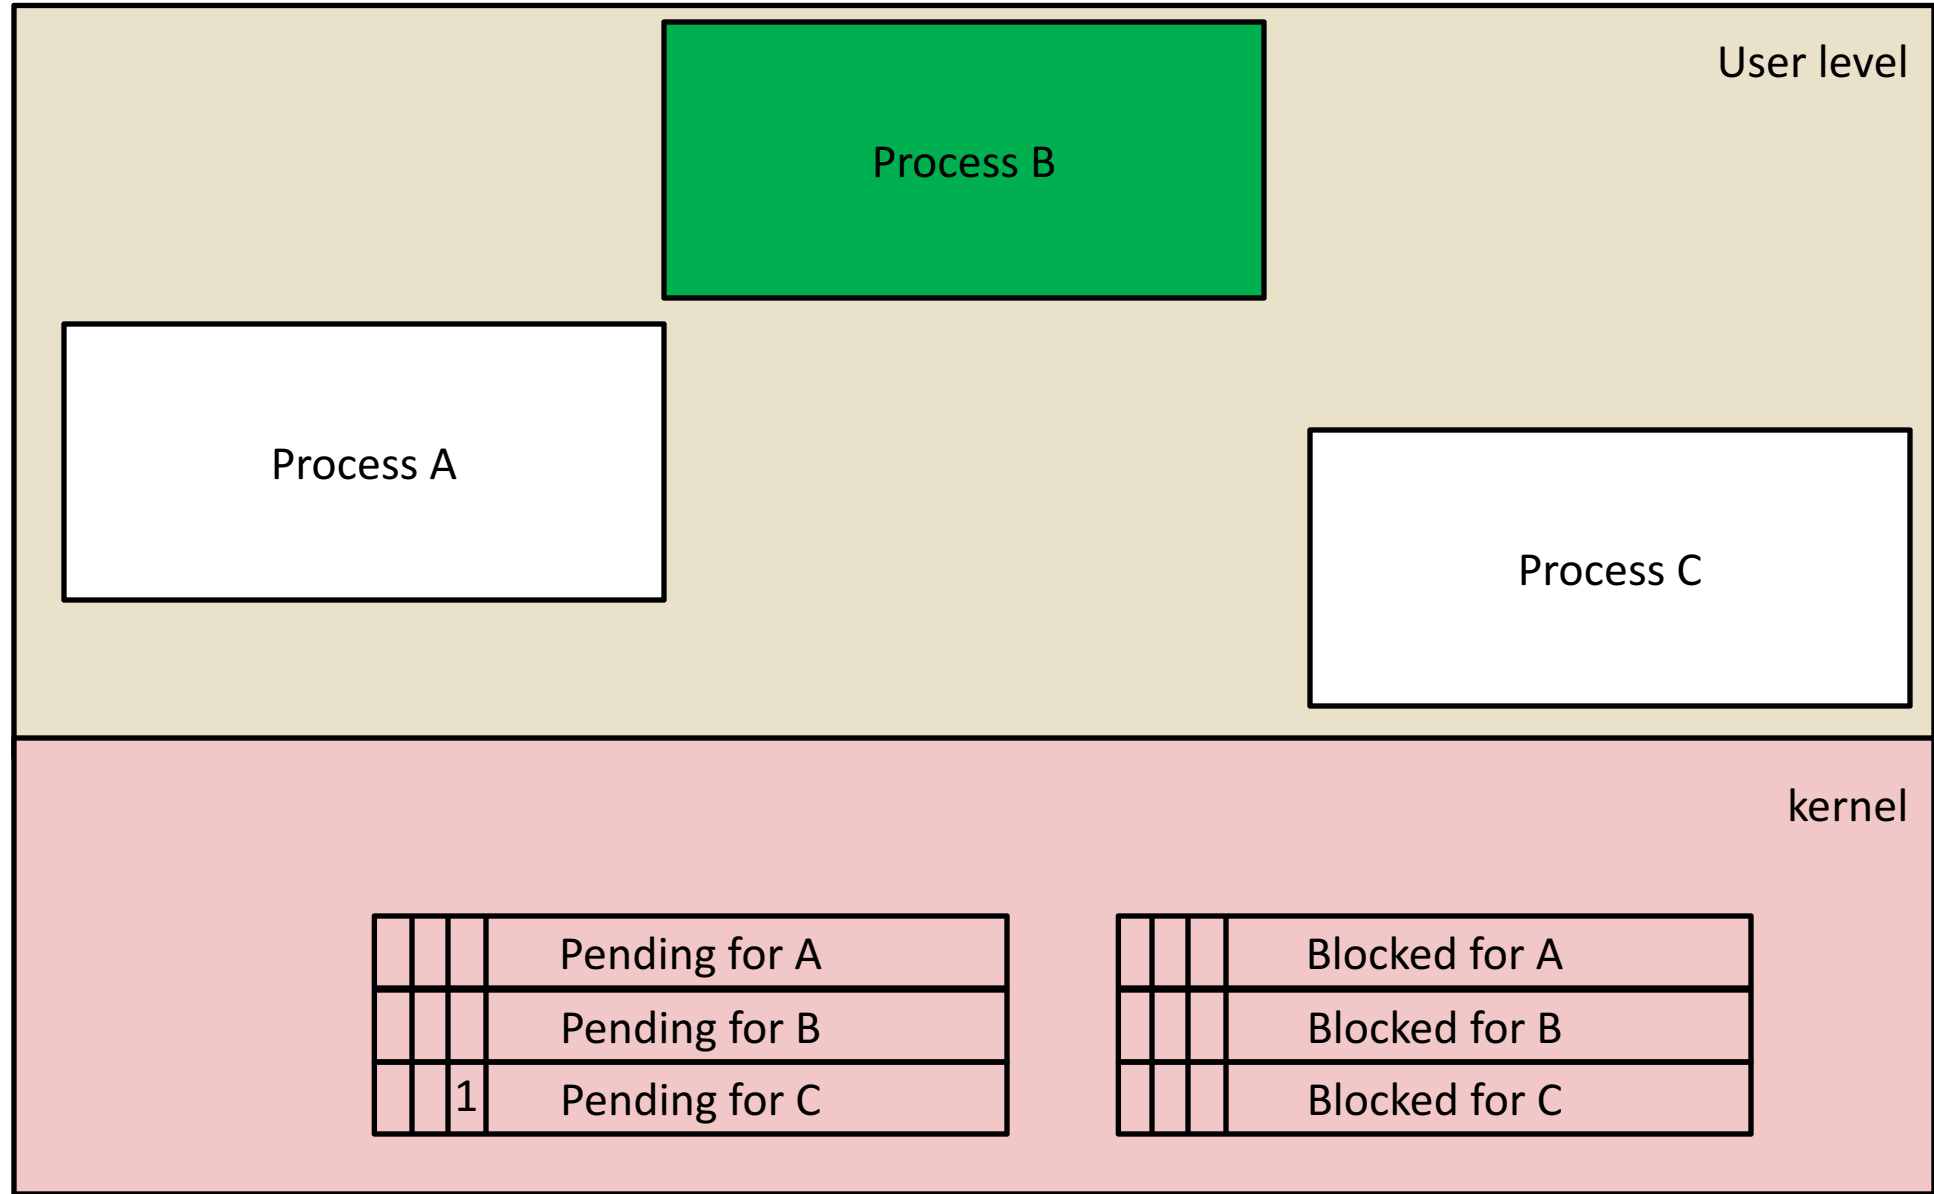 User level
Process B
Process A
Process C
kernel
Pending for A
Blocked for A
Pending for B
Blocked for B
1 Pending for C
Blocked for C